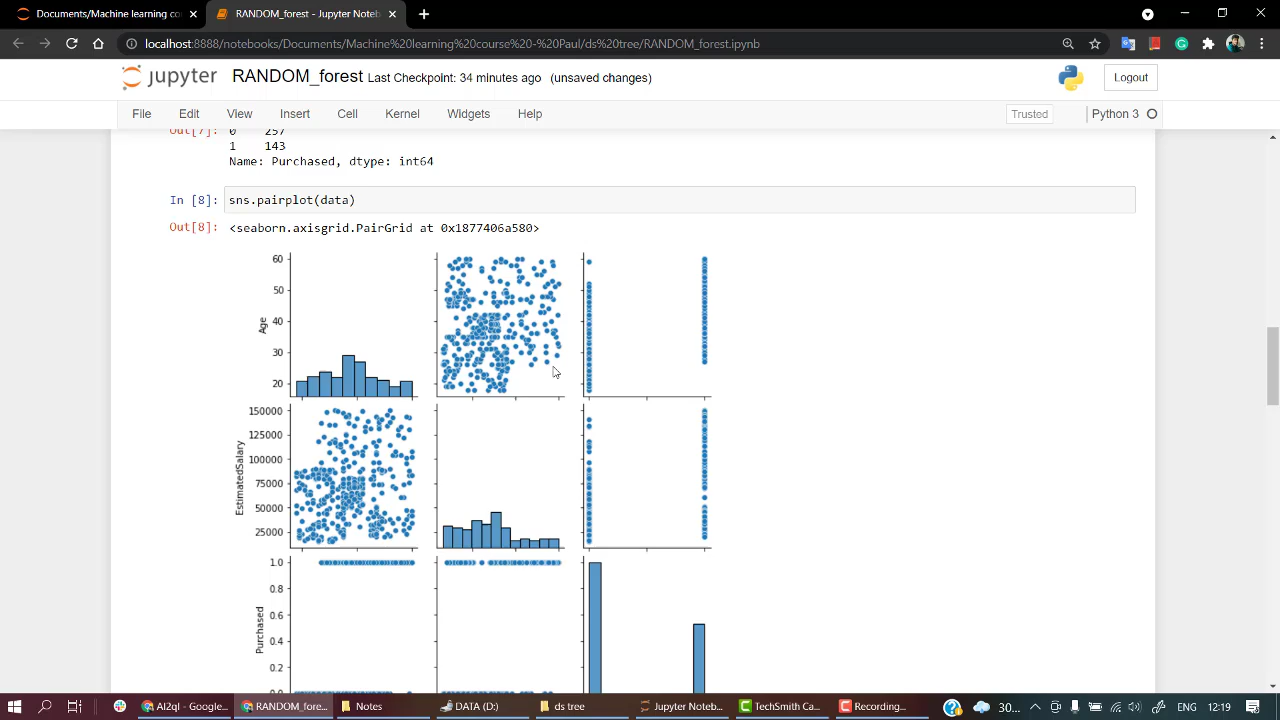 Documents/Machine learning co
RANDOM_forest - Jupyter Noteb
localhost:8888/notebooks/Documents/Machine%20learning%20course%20-%20Paul/ds%20tree/RANDOM_forest.ipynb
jupyter RANDOM_forest Last Checkpoint: 34 minutes ago (unsaved changes) Logout
File Edit View Insert Cell Kernel Widgets Help Trusted Python 3
Out[7]: 0 257
1 143
Name: Purchased, dtype: int64
In [8]: sns.pairplot(data)
Out[8]: <seaborn.axisgrid.PairGrid at 0x1877406a580>
60
50
40
30
20
Age
150000
125000
100000
75000
50000
25000
EstimatedSalary
1.0
0.8
0.6
0.4
0.2
0.0
Purchased
AI2ql - Google... RANDOM_fore... Notes DATA (D:) ds tree Jupyter Noteb... TechSmith Ca... Recording... 30... ENG 12:19